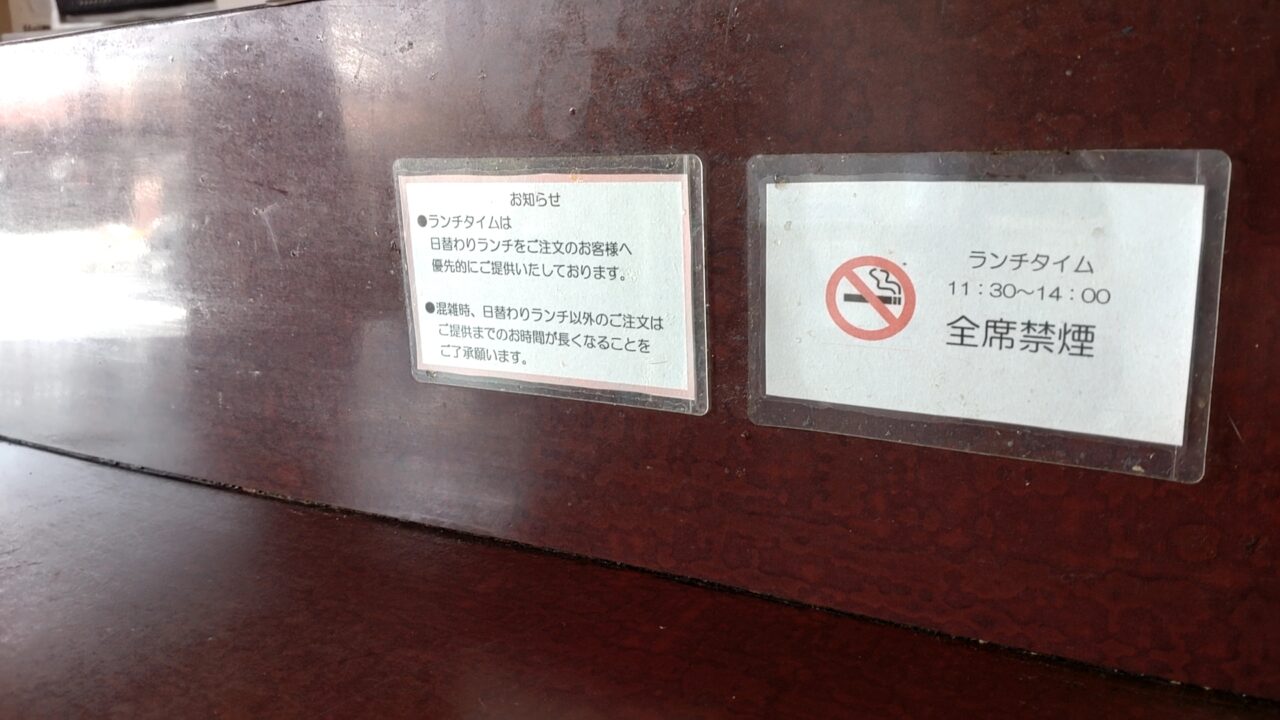 お知らせ
●ランチタイムは
日替わりランチをご注文のお客様へ
優先的にご提供いたしております。
●混雑時、日替わりランチ以外のご注文は
ご提供までのお時間が長くなることを
ご了承願います。
ランチタイム
11:30～14:00
全席禁煙